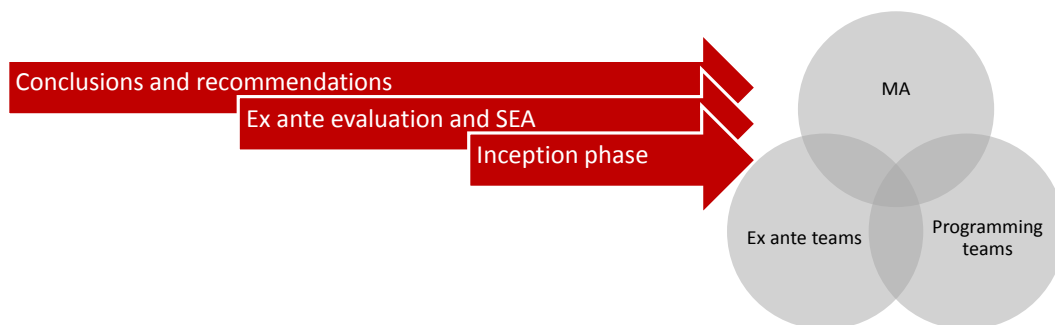 Conclusions and recommendations
Ex ante evaluation and SEA
Inception phase
MA
Ex ante teams
Programming
teams